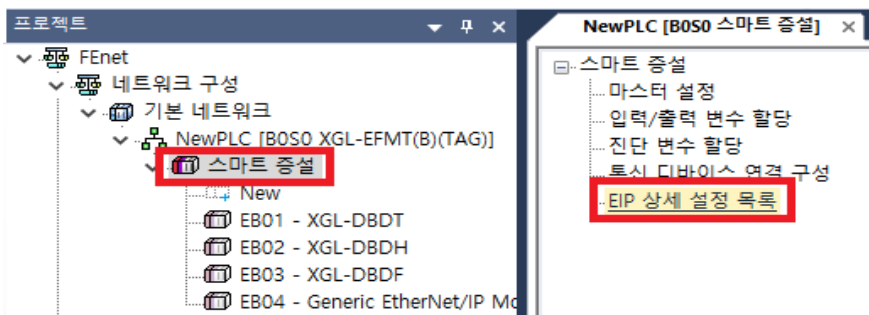 프로젝트
FEnet
네트워크 구성
기본 네트워크
NewPLC [B0S0 XGL-EFMT(B)(TAG)]
스마트 증설
New
EB01 - XGL-DBDT
EB02 - XGL-DBDH
EB03 - XGL-DBDF
EB04 - Generic EtherNet/IP Mo
NewPLC [B0S0 스마트 증설]
스마트 증설
마스터 설정
입력/출력 변수 할당
진단 변수 할당
통신 디바이스 연결 구성
EIP 상세 설정 목록